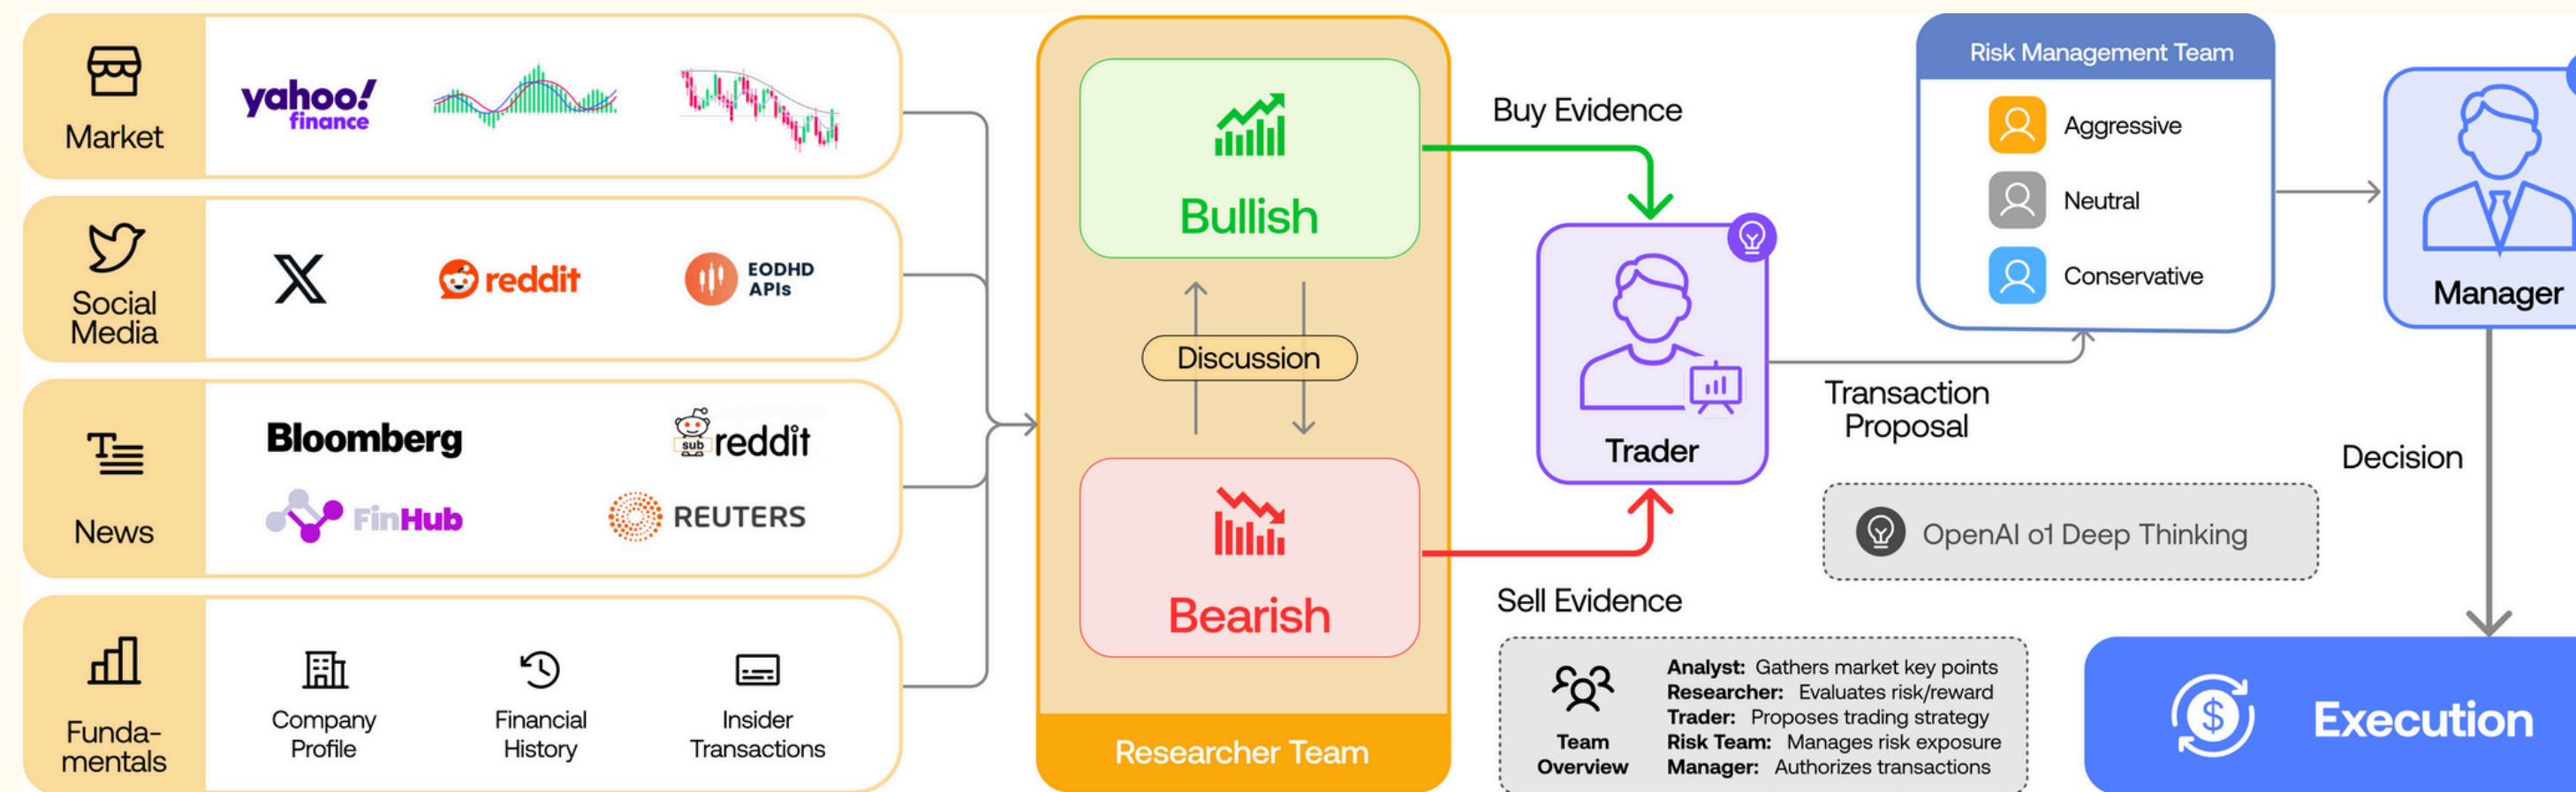 Market
yahoo!
finance
Social
Media
X
reddit
EODHD
APIs
News
Bloomberg
sub
reddit
FinHub
REUTERS
Funda-
mentals
Company
Profile
Financial
History
Insider
Transactions
Bullish
Discussion
Bearish
Researcher Team
Buy Evidence
Trader
Sell Evidence
Transaction
Proposal
Risk Management Team
Aggressive
Neutral
Conservative
Manager
Decision
OpenAI o1 Deep Thinking
Team
Overview
Analyst: Gathers market key points
Researcher: Evaluates risk/reward
Trader: Proposes trading strategy
Risk Team: Manages risk exposure
Manager: Authorizes transactions
$
Execution